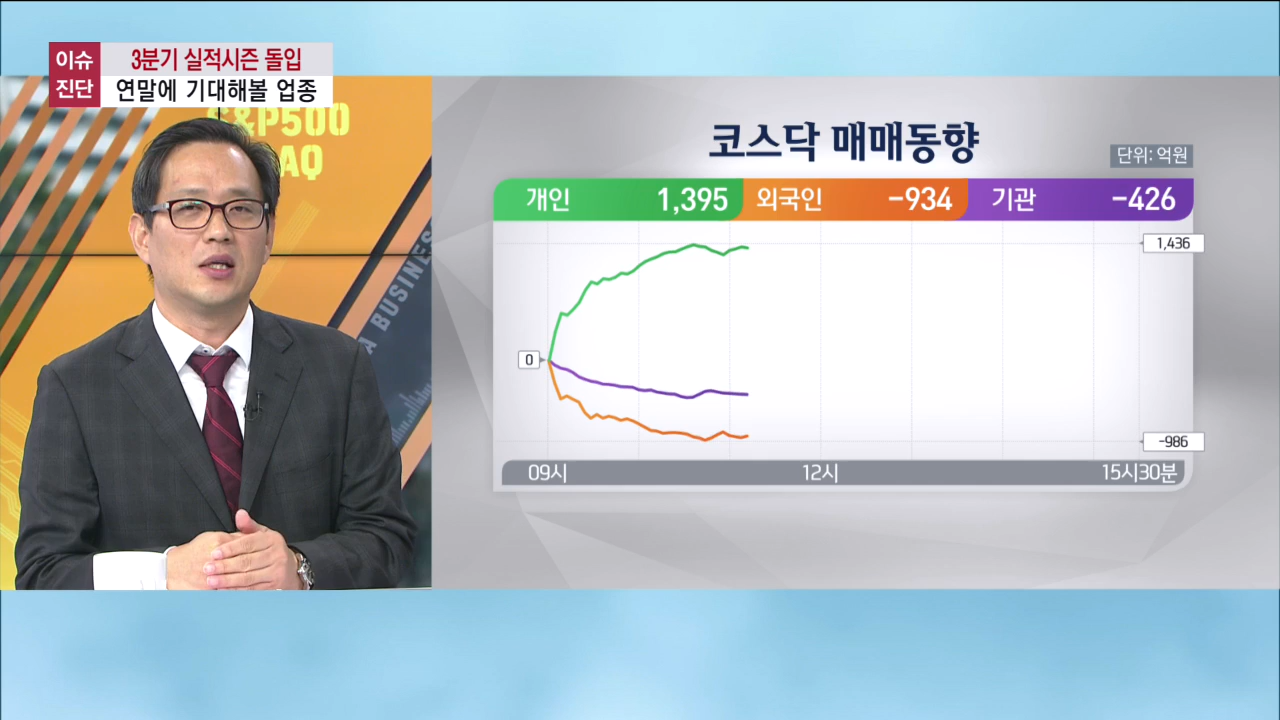 이슈
진단
3분기 실적시즌 돌입
연말에 기대해볼 업종
S&P500
코스닥 매매동향
단위: 억원
개인 1,395 외국인 -934 기관 -426
1,436
0
-986
09시 12시 15시30분